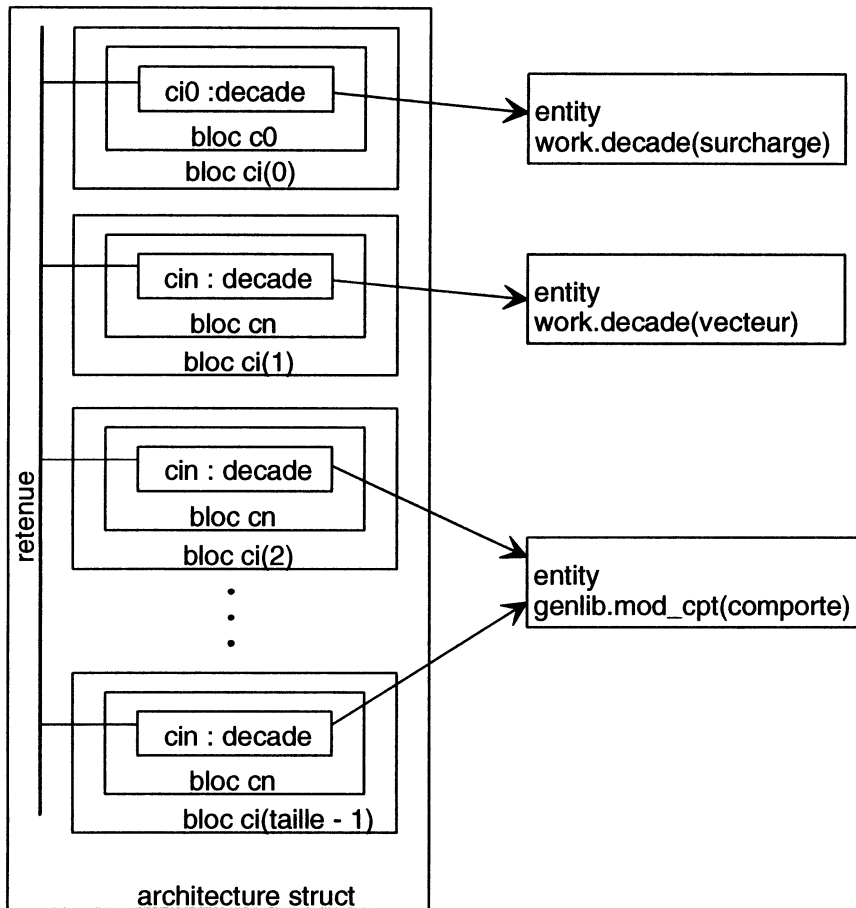 ci0 :decade
bloc c0
bloc ci(0)
entity
work.decade(surcharge)
cin : decade
bloc cn
bloc ci(1)
entity
work.decade(vecteur)
retenue
cin : decade
bloc cn
bloc ci(2)
entity
genlib.mod_cpt(comporte)
cin : decade
bloc cn
bloc ci(taille - 1)
architecture struct